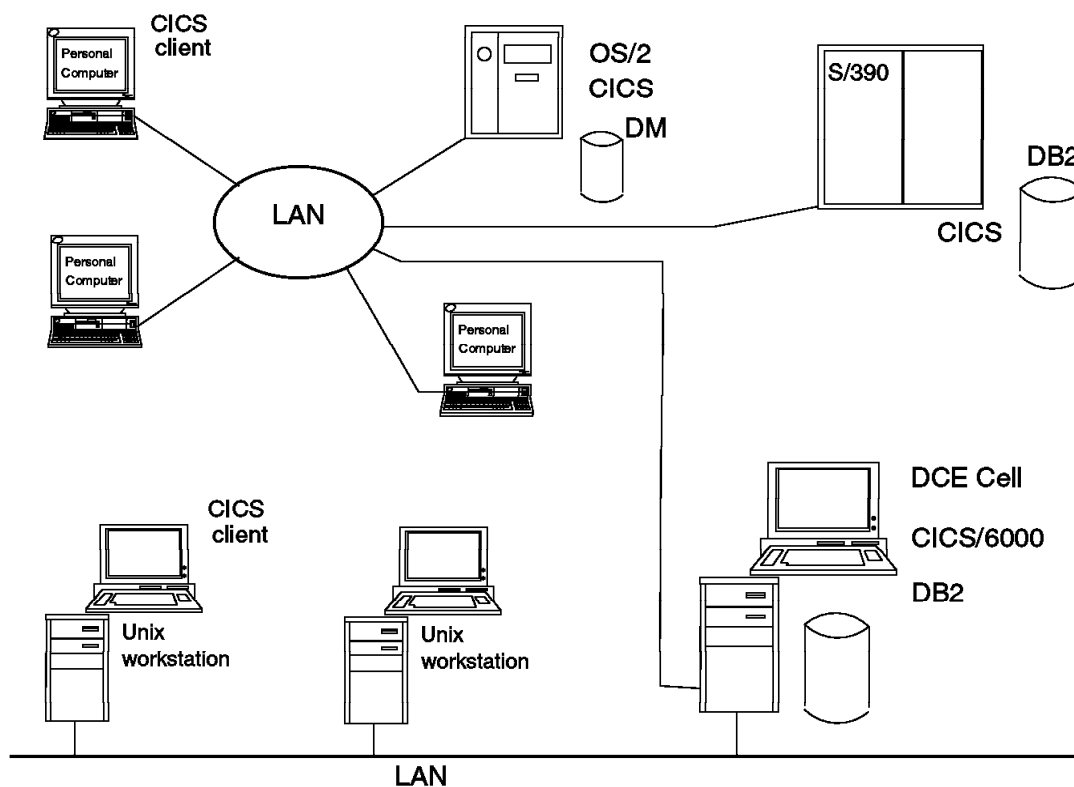 CICS
client
Personal
Computer
OS/2
CICS
DM
S/390
DB2
CICS
LAN
Personal
Computer
Personal
Computer
DCE Cell
CICS/6000
DB2
CICS
client
Unix
workstation
Unix
workstation
LAN